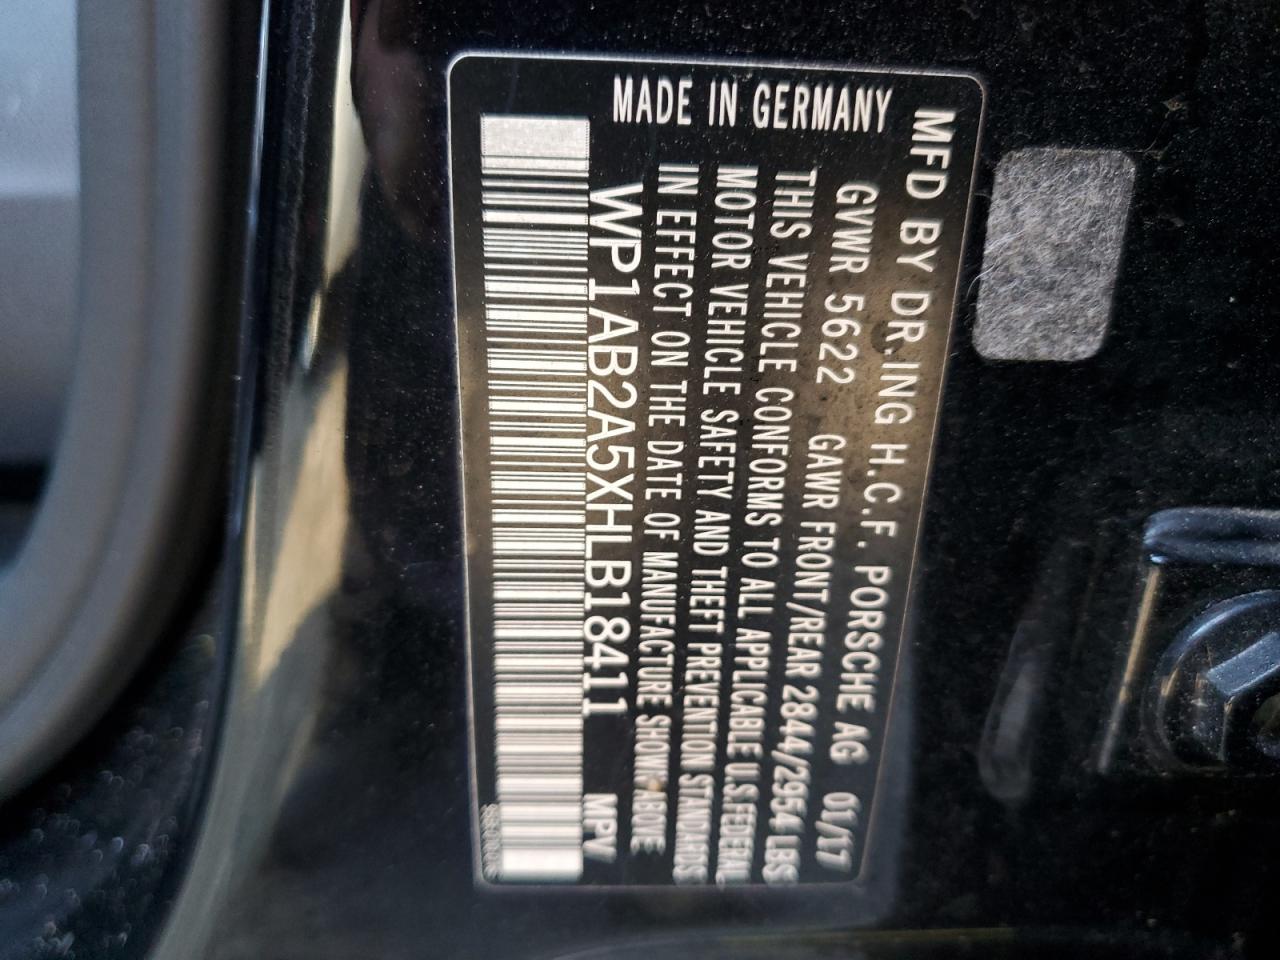 MFD BY DR.ING H.C.F. PORSCHE AG 01/17
GVWR 5622 GAWR FRONT/REAR 2844/2954 LBS
THIS VEHICLE CONFORMS TO ALL APPLICABLE U.S.FEDERAL
MOTOR VEHICLE SAFETY AND THEFT PREVENTION STANDARDS
IN EFFECT ON THE DATE OF MANUFACTURE SHOWN ABOVE
WP1AB2A5XHLB18411 MPV
MADE IN GERMANY